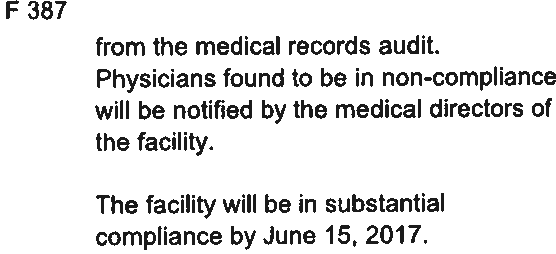 F 387
from the medical records audit.
Physicians found to be in non-compliance
will be notified by the medical directors of
the facility.
The facility will be in substantial
compliance by June 15, 2017.